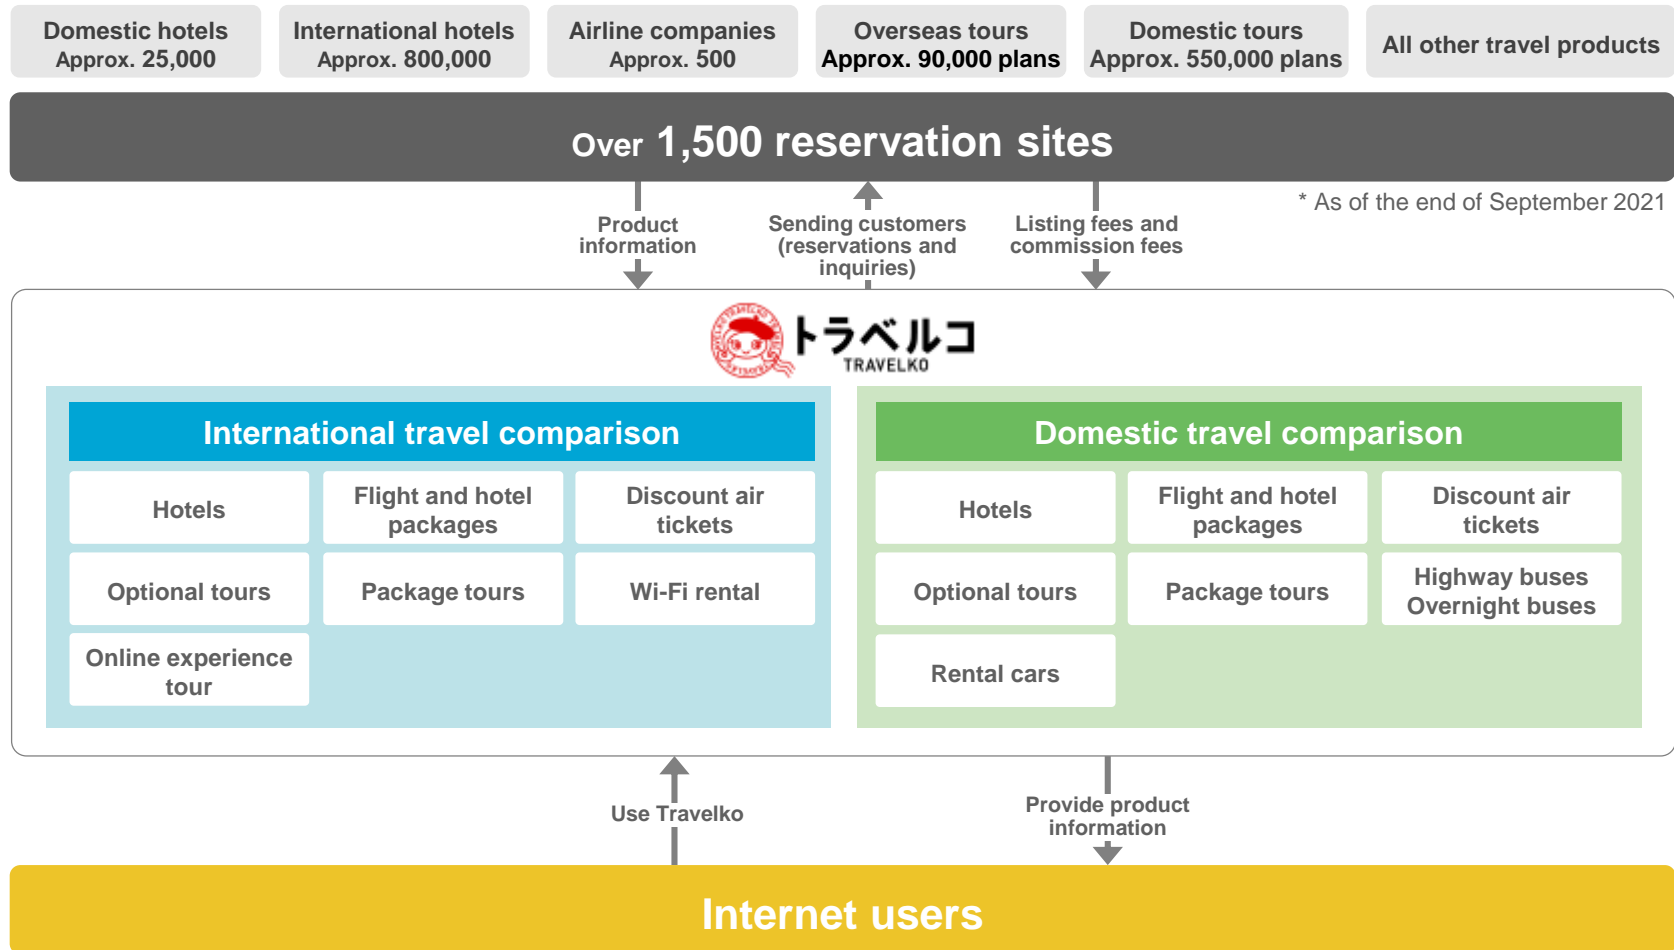 Domestic hotels
Approx. 25,000
International hotels
Approx. 800,000
Airline companies
Approx. 500
Overseas tours
Approx. 90,000 plans
Domestic tours
Approx. 550,000 plans
All other travel products
Over 1,500 reservation sites
* As of the end of September 2021
Product
information
Sending customers
(reservations and
inquiries)
Listing fees and
commission fees
トラベルコ
TRAVELKO
International travel comparison
Hotels
Flight and hotel
packages
Discount air
tickets
Optional tours
Package tours
Wi-Fi rental
Online experience
tour
Domestic travel comparison
Hotels
Flight and hotel
packages
Discount air
tickets
Optional tours
Package tours
Highway buses
Overnight buses
Rental cars
Use Travelko
Provide product
information
Internet users